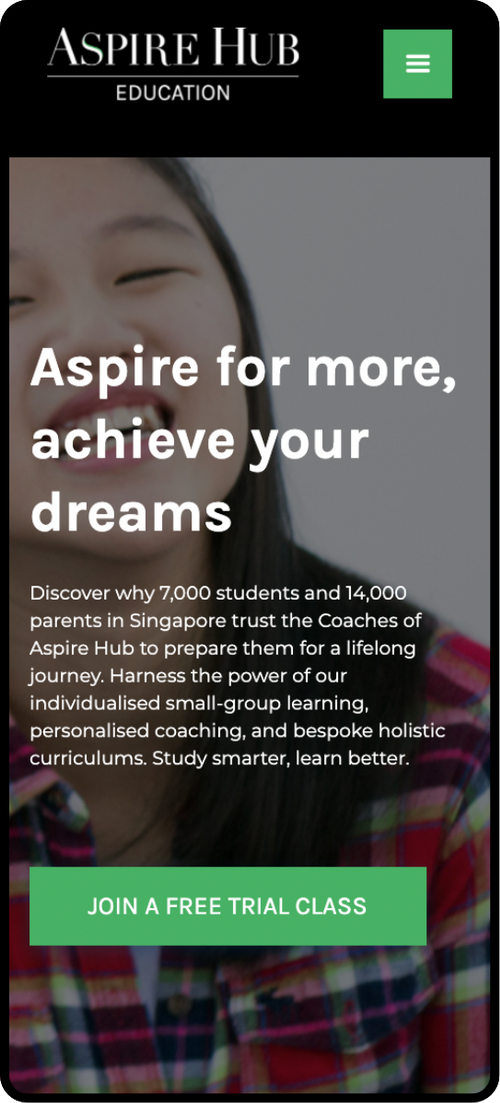 ASPIRE HUB
EDUCATION
Aspire for more,
achieve your
dreams
Discover why 7,000 students and 14,000
parents in Singapore trust the Coaches of
Aspire Hub to prepare them for a lifelong
journey. Harness the power of our
individualised small-group learning,
personalised coaching, and bespoke holistic
curriculums. Study smarter, learn better.
JOIN A FREE TRIAL CLASS